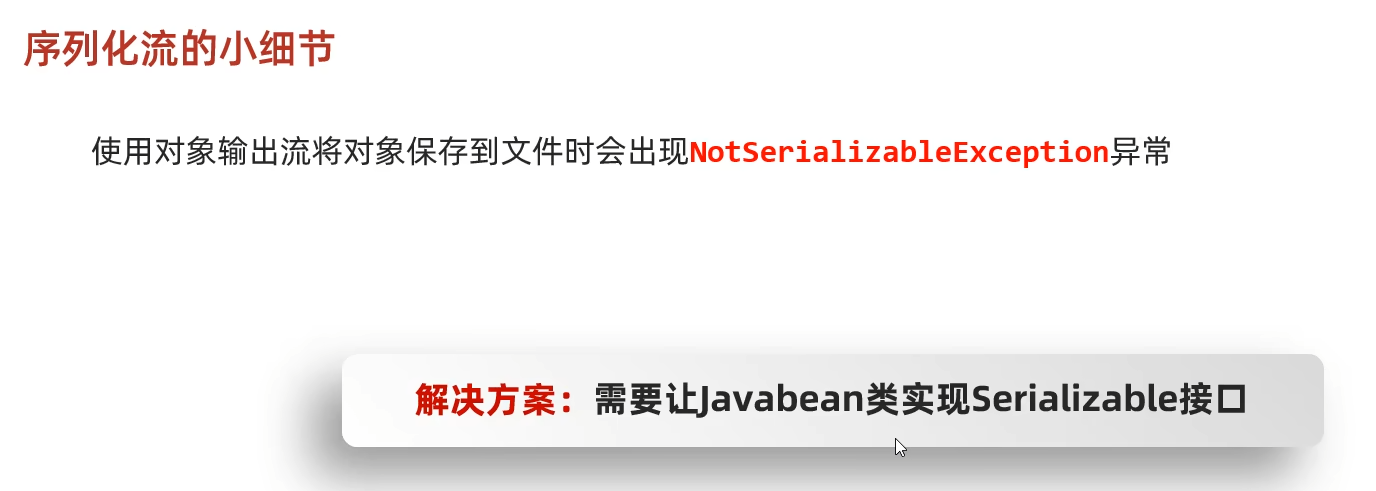 序列化流的小细节
使用对象输出流将对象保存到文件时会出现NotSerializableException异常
解决方案：需要让Javabean类实现Serializable接口